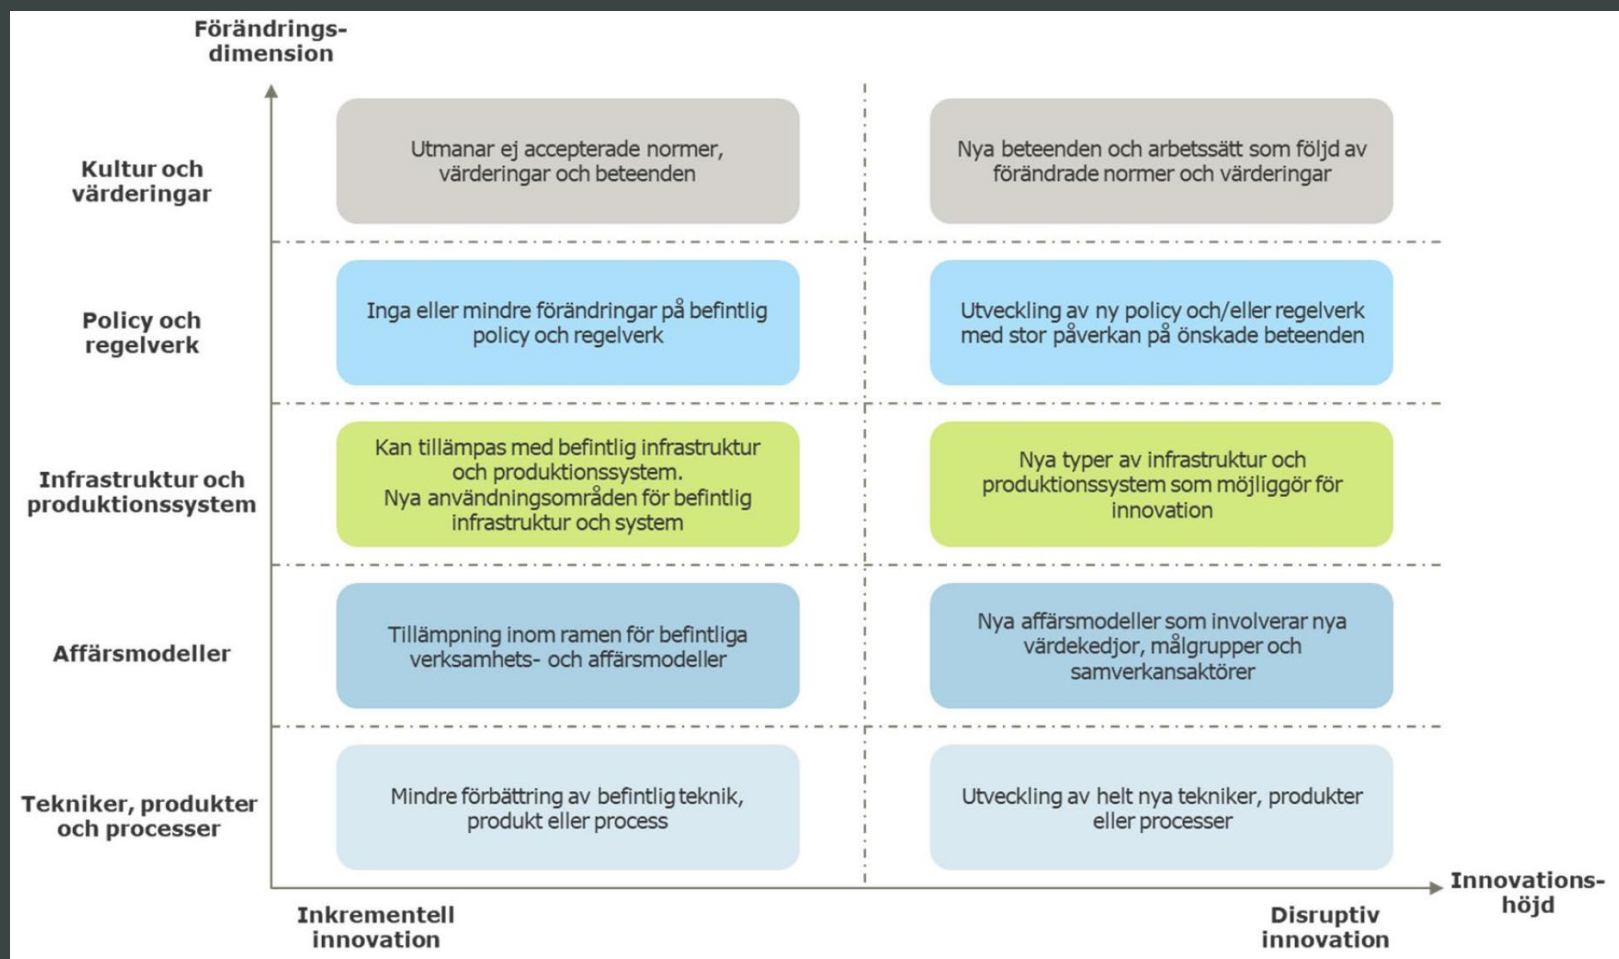 Förändrings-
dimension
Kultur och
värderingar
Utmanar ej accepterade normer,
värderingar och beteenden
Nya beteenden och arbetssätt som följd av
förändrade normer och värderingar
Policy och
regelverk
Inga eller mindre förändringar på befintlig
policy och regelverk
Utveckling av ny policy och/eller regelverk
med stor påverkan på önskade beteenden
Infrastruktur och
produktionssystem
Kan tillämpas med befintlig infrastruktur
och produktionssystem.
Nya användningsområden för befintlig
infrastruktur och system
Nya typer av infrastruktur och
produktionssystem som möjliggör för
innovation
Affärsmodeller
Tillämpning inom ramen för befintliga
verksamhets- och affärsmodeller
Nya affärsmodeller som involverar nya
värdekedjor, målgrupper och
samverkansaktörer
Tekniker, produkter
och processer
Mindre förbättring av befintlig teknik,
produkt eller process
Utveckling av helt nya tekniker, produkter
eller processer
Inkrementell
innovation
Disruptiv
innovation
Innovations-
höjd